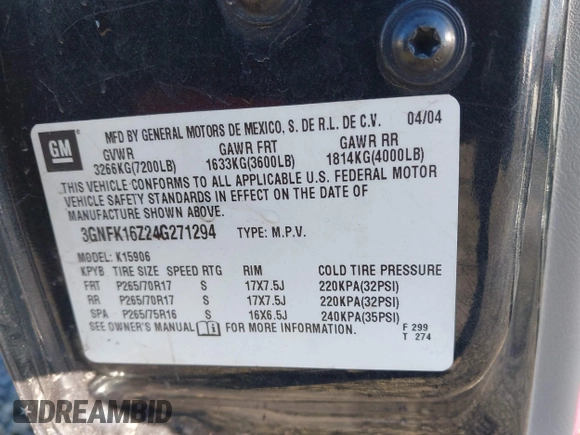 GM
MFD BY GENERAL MOTORS DE MEXICO, S. DE R.L. DE C.V. 04/04
GVWR GAWR FRT GAWR RR
3266KG(7200LB) 1633KG(3600LB) 1814KG(4000LB)
THIS VEHICLE CONFORMS TO ALL APPLICABLE U.S. FEDERAL MOTOR
VEHICLE SAFETY STANDARDS IN EFFECT ON THE DATE OF
MANUFACTURE SHOWN ABOVE.
3GNFK16Z24G271294 TYPE: M.P.V.
MODEL: K15906
KPYB TIRE SIZE SPEED RTG RIM COLD TIRE PRESSURE
FRT P265/70R17 S 17X7.5J 220KPA(32PSI)
RR P265/70R17 S 17X7.5J 220KPA(32PSI)
SPA P265/75R16 S 16X6.5J 240KPA(35PSI)
SEE OWNER'S MANUAL FOR MORE INFORMATION.
F 299
T 274
DREAMBID